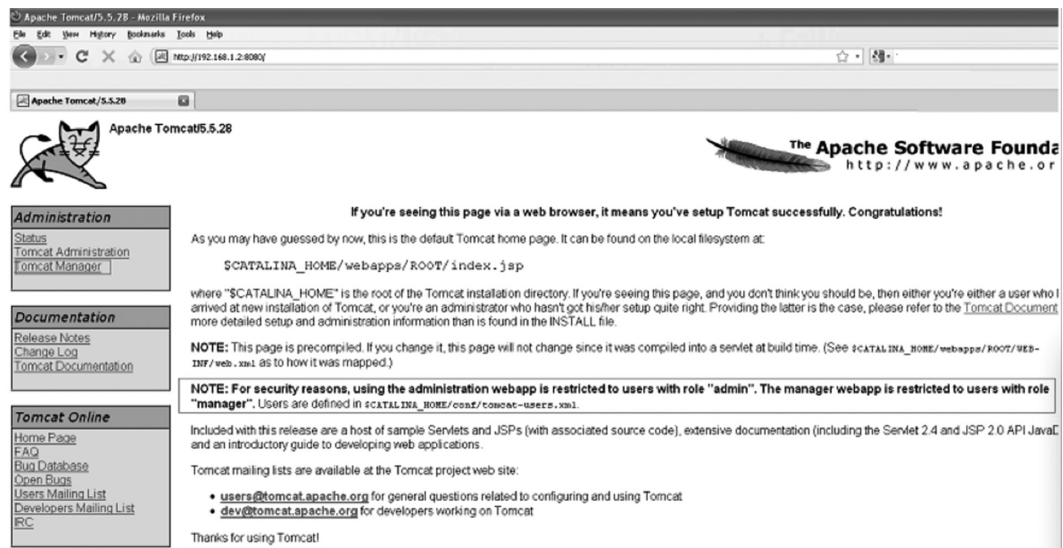 Apache Tomcat/5.5.28 - Mozilla Firefox
File Edit View History Bookmarks Tools Help
http://192.168.1.2:8080/
Apache Tomcat/5.5.28
Apache Tomcat/5.5.28
The Apache Software Founda
http://www.apache.or
Administration
Status
Tomcat Administration
Tomcat Manager
Documentation
Release Notes
Change Log
Tomcat Documentation
Tomcat Online
Home Page
FAQ
Bug Database
Open Bugs
Users Mailing List
Developers Mailing List
IRC
If you're seeing this page via a web browser, it means you've setup Tomcat successfully. Congratulations!
As you may have guessed by now, this is the default Tomcat home page. It can be found on the local filesystem at:
$CATALINA_HOME/webapps/ROOT/index.jsp
where "$CATALINA_HOME" is the root of the Tomcat installation directory. If you're seeing this page, and you don't think you should be, then either you're either a user who
arrived at new installation of Tomcat, or you're an administrator who hasn't got his/her setup quite right. Providing the latter is the case, please refer to the Tomcat Document
more detailed setup and administration information than is found in the INSTALL file.
NOTE: This page is precompiled. If you change it, this page will not change since it was compiled into a servlet at build time. (See $CATALINA_HOME/webapps/ROOT/WEB-
INF/web.xml as to how it was mapped.)
NOTE: For security reasons, using the administration webapp is restricted to users with role "admin". The manager webapp is restricted to users with role
"manager". Users are defined in $CATALINA_HOME/conf/tomcat-users.xml.
Included with this release are a host of sample Servlets and JSPs (with associated source code), extensive documentation (including the Servlet 2.4 and JSP 2.0 API JavaD
and an introductory guide to developing web applications.
Tomcat mailing lists are available at the Tomcat project web site:
• users@tomcat.apache.org for general questions related to configuring and using Tomcat
• dev@tomcat.apache.org for developers working on Tomcat
Thanks for using Tomcat!